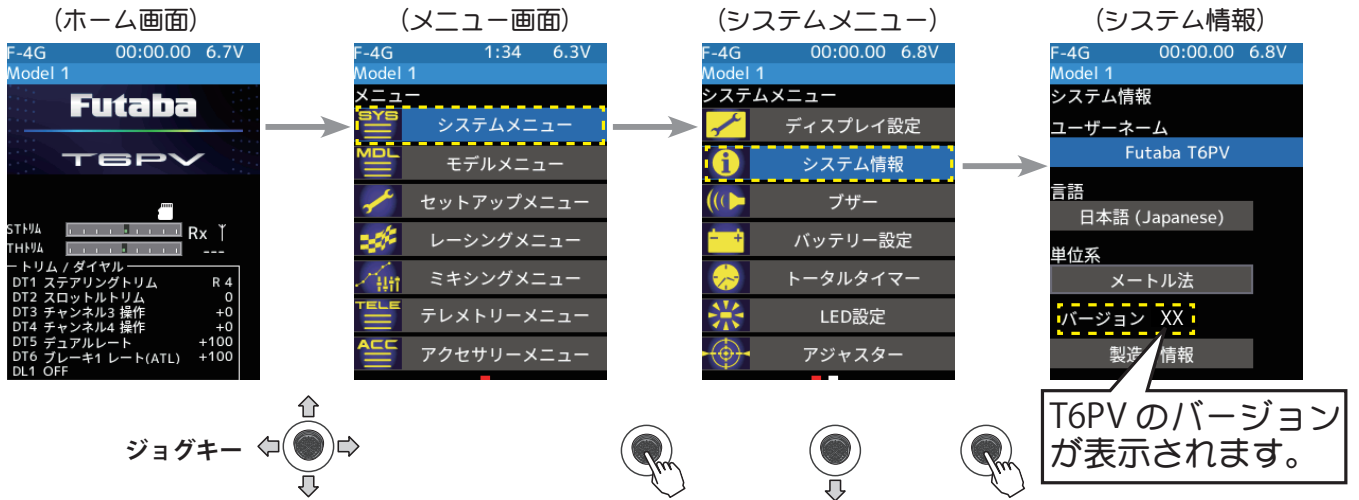 （ホーム画面）
F-4G 00:00.00 6.7V
Model 1
Futaba
T6PV
STトリム
Rx
THトリム
---
トリム / ダイヤル
DT1 ステアリングトリム R 4
DT2 スロットルトリム 0
DT3 チャンネル3 操作 +0
DT4 チャンネル4 操作 +0
DT5 デュアルレート +100
DT6 ブレーキ1 レート(ATL) +100
DL1 OFF
（メニュー画面）
F-4G 1:34 6.3V
Model 1
メニュー
SYS システムメニュー
MDL モデルメニュー
セットアップメニュー
レーシングメニュー
ミキシングメニュー
TELE テレメトリーメニュー
ACC アクセサリーメニュー
（システムメニュー）
F-4G 00:00.00 6.8V
Model 1
システムメニュー
ディスプレイ設定
システム情報
ブザー
バッテリー設定
トータルタイマー
LED設定
アジャスター
（システム情報）
F-4G 00:00.00 6.8V
Model 1
システム情報
ユーザーネーム
Futaba T6PV
言語
日本語 (Japanese)
単位系
メートル法
バージョン XX
製造 情報
T6PV のバージョン
が表示されます。
ジョグキー